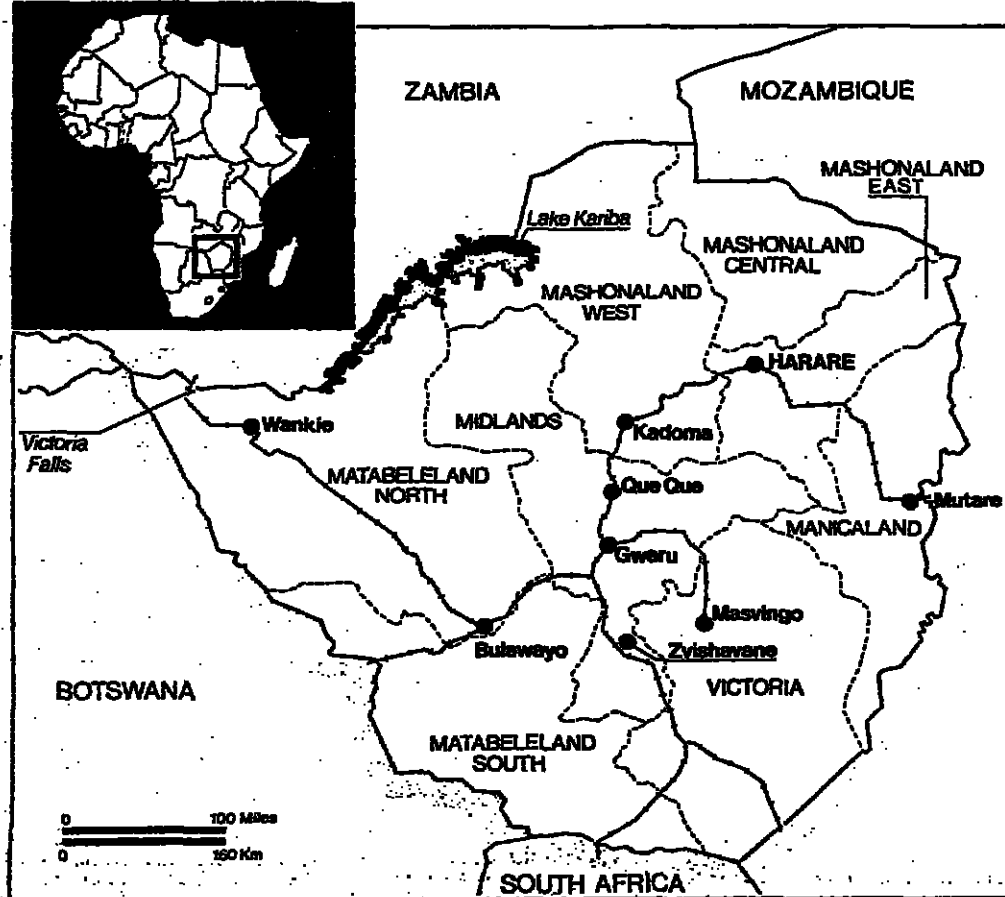 ZAMBIA
MOZAMBIQUE
MASHONALAND
EAST
Lake Kariba
MASHONALAND
CENTRAL
MASHONALAND
WEST
HARARE
Wankie
MIDLANDS
Kadoma
Victoria
Falls
MATABELELAND
NORTH
Que Que
Mutare
MANICALAND
Gweru
Masvingo
Bulawayo
Zvishavane
BOTSWANA
VICTORIA
MATABELELAND
SOUTH
0 100 Miles
0 160 Km
SOUTH AFRICA